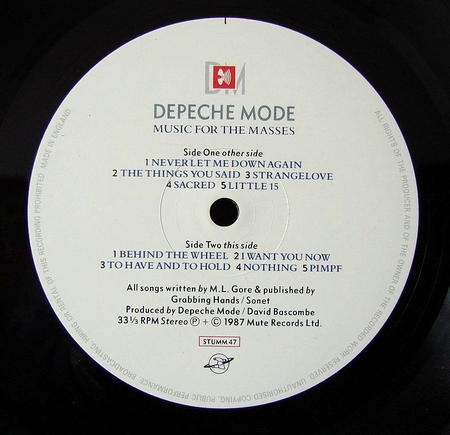 DM
DEPECHE MODE
MUSIC FOR THE MASSES
Side One other side
1 NEVER LET ME DOWN AGAIN
2 THE THINGS YOU SAID 3 STRANGELOVE
4 SACRED 5 LITTLE 15
Side Two this side
1 BEHIND THE WHEEL 2 I WANT YOU NOW
3 TO HAVE AND TO HOLD 4 NOTHING 5 PIMPF
All songs written by M.L. Gore & published by
Grabbing Hands / Sonet
Produced by Depeche Mode / David Bascombe
33⅓ RPM Stereo Ⓟ + © 1987 Mute Records Ltd.
STUMM 47
ALL RIGHTS OF THE PRODUCER AND OF THE OWNER OF THE RECORDED WORK RESERVED. UNAUTHORISED COPYING, PUBLIC PERFORMANCE, BROADCASTING, HIRING OR RENTAL OF THIS RECORDING PROHIBITED. MADE IN ENGLAND